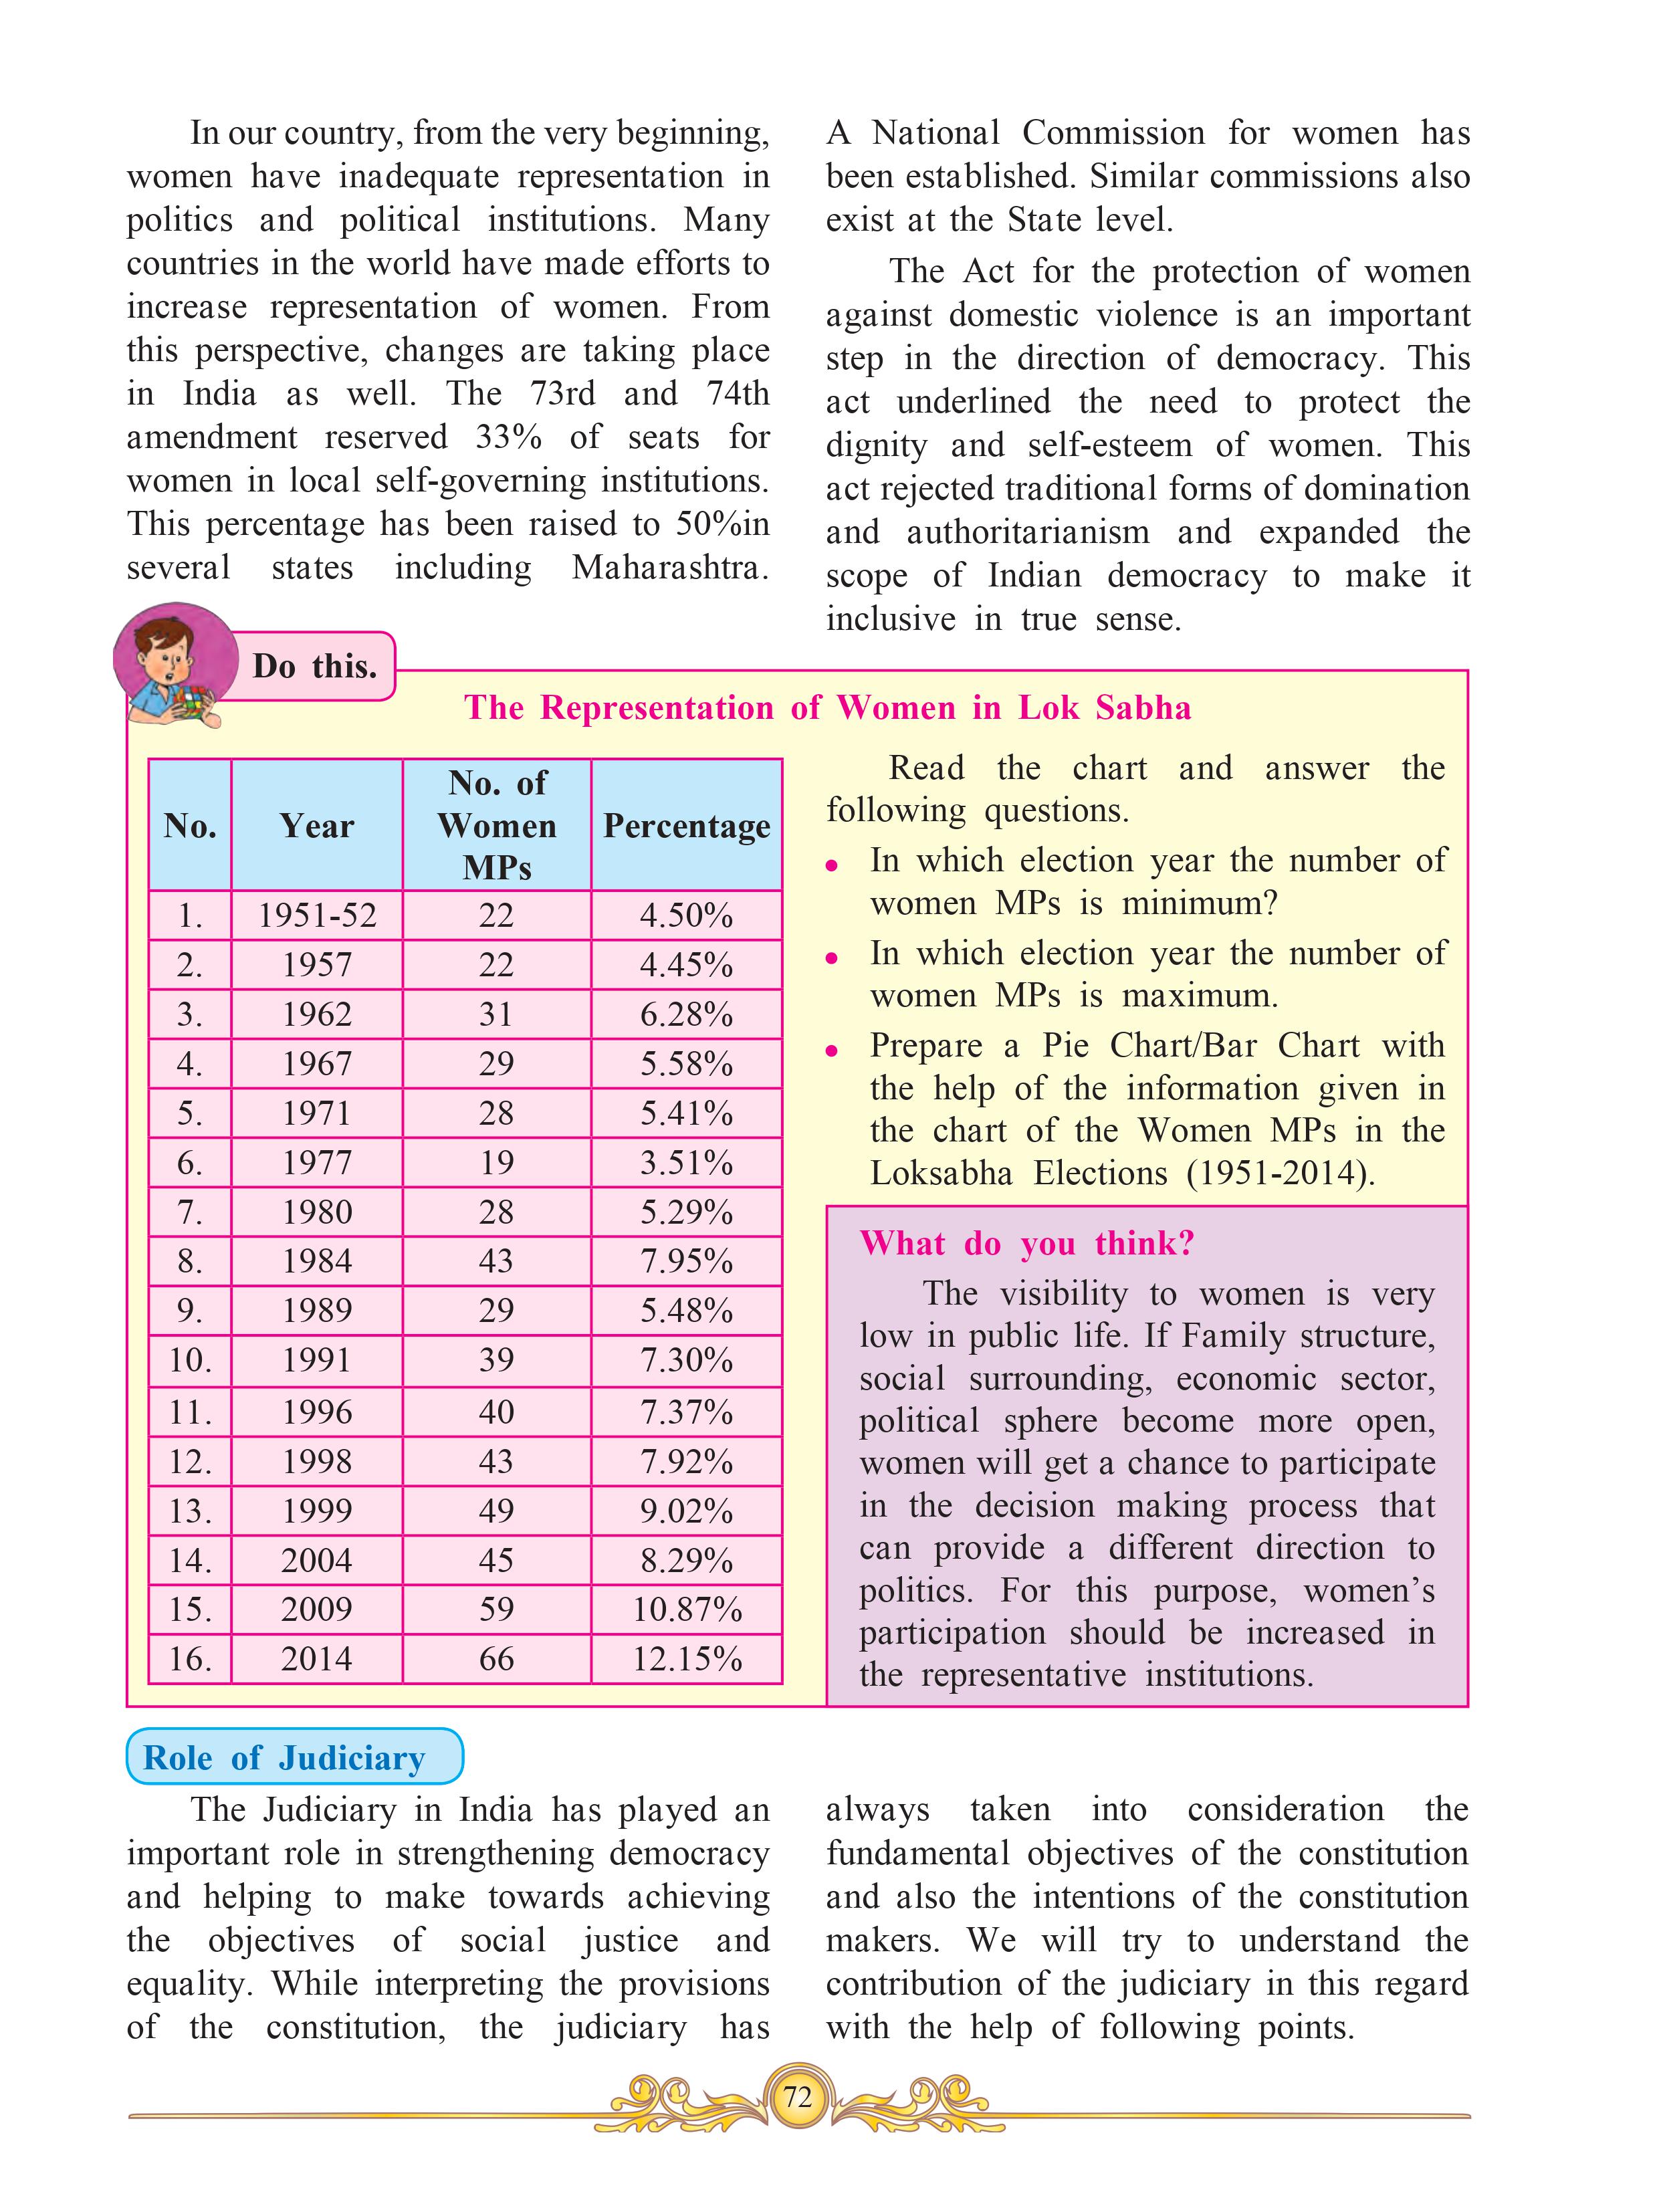 In our country, from the very beginning,
women have inadequate representation in
politics and political institutions. Many
countries in the world have made efforts to
increase representation of women. From
this perspective, changes are taking place
in India as well. The 73rd and 74th
amendment reserved 33% of seats for
women in local self-governing institutions.
This percentage has been raised to 50%in
several states including Maharashtra.
A National Commission for women has
been established. Similar commissions also
exist at the State level.
The Act for the protection of women
against domestic violence is an important
step in the direction of democracy. This
act underlined the need to protect the
dignity and self-esteem of women. This
act rejected traditional forms of domination
and authoritarianism and expanded the
scope of Indian democracy to make it
inclusive in true sense.
Do this.
The Representation of Women in Lok Sabha
No. Year No. of Women MPs Percentage
1. 1951-52 22 4.50%
2. 1957 22 4.45%
3. 1962 31 6.28%
4. 1967 29 5.58%
5. 1971 28 5.41%
6. 1977 19 3.51%
7. 1980 28 5.29%
8. 1984 43 7.95%
9. 1989 29 5.48%
10. 1991 39 7.30%
11. 1996 40 7.37%
12. 1998 43 7.92%
13. 1999 49 9.02%
14. 2004 45 8.29%
15. 2009 59 10.87%
16. 2014 66 12.15%
Read the chart and answer the
following questions.
• In which election year the number of
women MPs is minimum?
• In which election year the number of
women MPs is maximum.
• Prepare a Pie Chart/Bar Chart with
the help of the information given in
the chart of the Women MPs in the
Loksabha Elections (1951-2014).
What do you think?
The visibility to women is very
low in public life. If Family structure,
social surrounding, economic sector,
political sphere become more open,
women will get a chance to participate
in the decision making process that
can provide a different direction to
politics. For this purpose, women’s
participation should be increased in
the representative institutions.
Role of Judiciary
The Judiciary in India has played an
important role in strengthening democracy
and helping to make towards achieving
the objectives of social justice and
equality. While interpreting the provisions
of the constitution, the judiciary has
always taken into consideration the
fundamental objectives of the constitution
and also the intentions of the constitution
makers. We will try to understand the
contribution of the judiciary in this regard
with the help of following points.
72